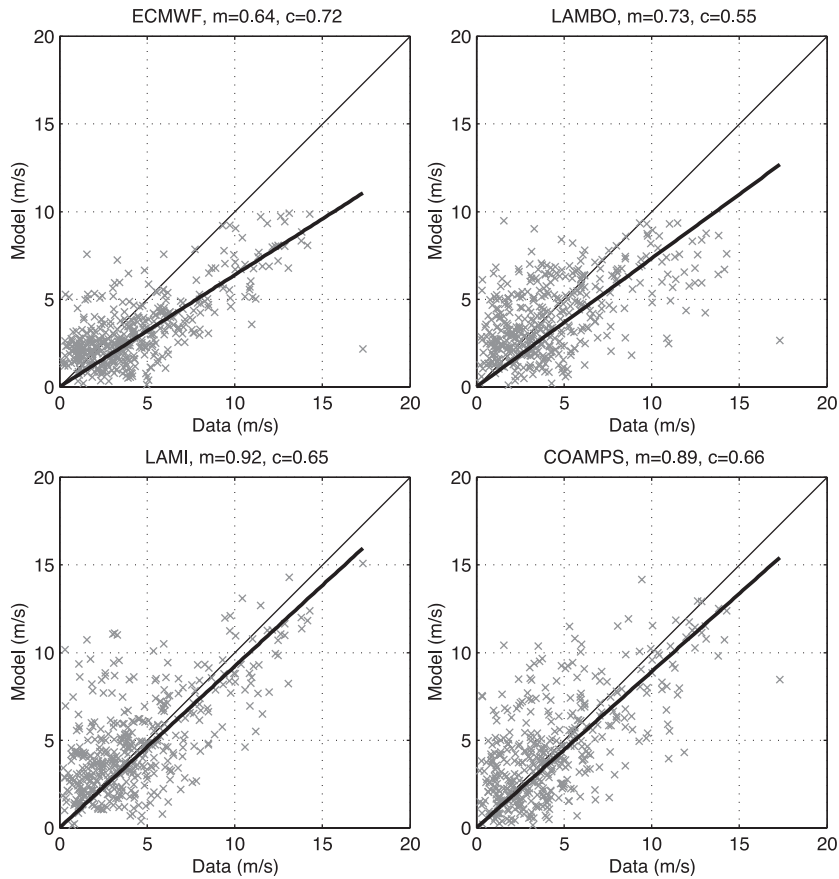 ECMWF, m=0.64, c=0.72
20
15
10
5
0
Model (m/s)
0 5 10 15 20
Data (m/s)
LAMBO, m=0.73, c=0.55
20
15
10
5
0
Model (m/s)
0 5 10 15 20
Data (m/s)
LAMI, m=0.92, c=0.65
20
15
10
5
0
Model (m/s)
0 5 10 15 20
Data (m/s)
COAMPS, m=0.89, c=0.66
20
15
10
5
0
Model (m/s)
0 5 10 15 20
Data (m/s)